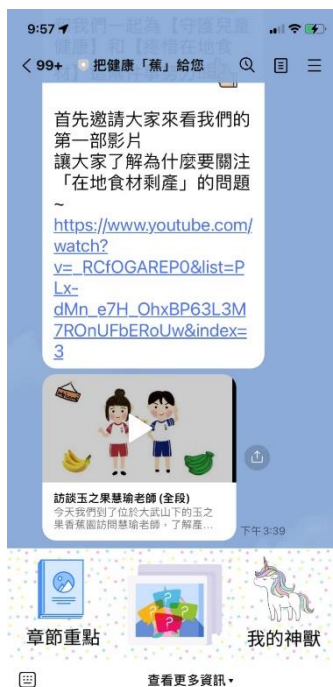 9:57
我們一起為【守護兒童
健康】和【疼惜在地食
< 99+ 把健康「蕉」給您
首先邀請大家來看我們的
第一部影片
讓大家了解為什麼要關注
「在地食材剩產」的問題
~
https://www.youtube.com/
watch?
v=_RCfOGAREP0&list=P
Lx-
dMn_e7H_OhxBP63L3M
7ROnUFbERoUw&index=
3
訪談玉之果慧瑜老師 (全段)
今天我們到了位於大武山下的玉之
果香蕉園訪問慧瑜老師，了解產...
下午 3:39
章節重點
? ? ? ?
我的神獸
查看更多資訊 ▾